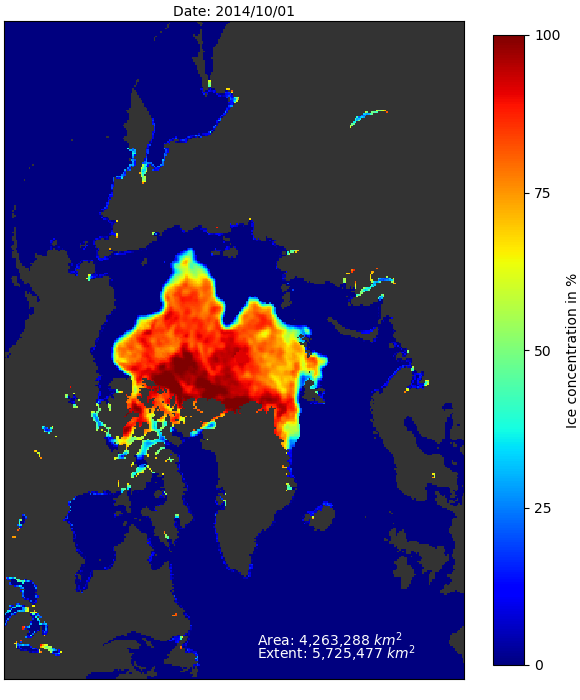 Date: 2014/10/01
100
75
50
25
0
Ice concentration in %
Area: 4,263,288 km²
Extent: 5,725,477 km²